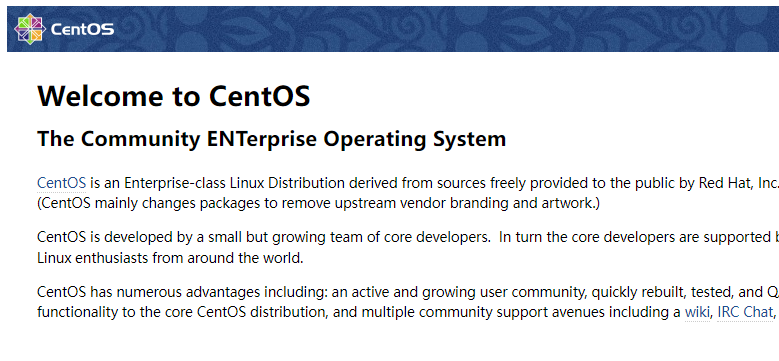 CentOS
Welcome to CentOS
The Community ENTerprise Operating System
CentOS is an Enterprise-class Linux Distribution derived from sources freely provided to the public by Red Hat, Inc.
(CentOS mainly changes packages to remove upstream vendor branding and artwork.)
CentOS is developed by a small but growing team of core developers.  In turn the core developers are supported
Linux enthusiasts from around the world.
CentOS has numerous advantages including: an active and growing user community, quickly rebuilt, tested, and
functionality to the core CentOS distribution, and multiple community support avenues including a wiki, IRC Chat,